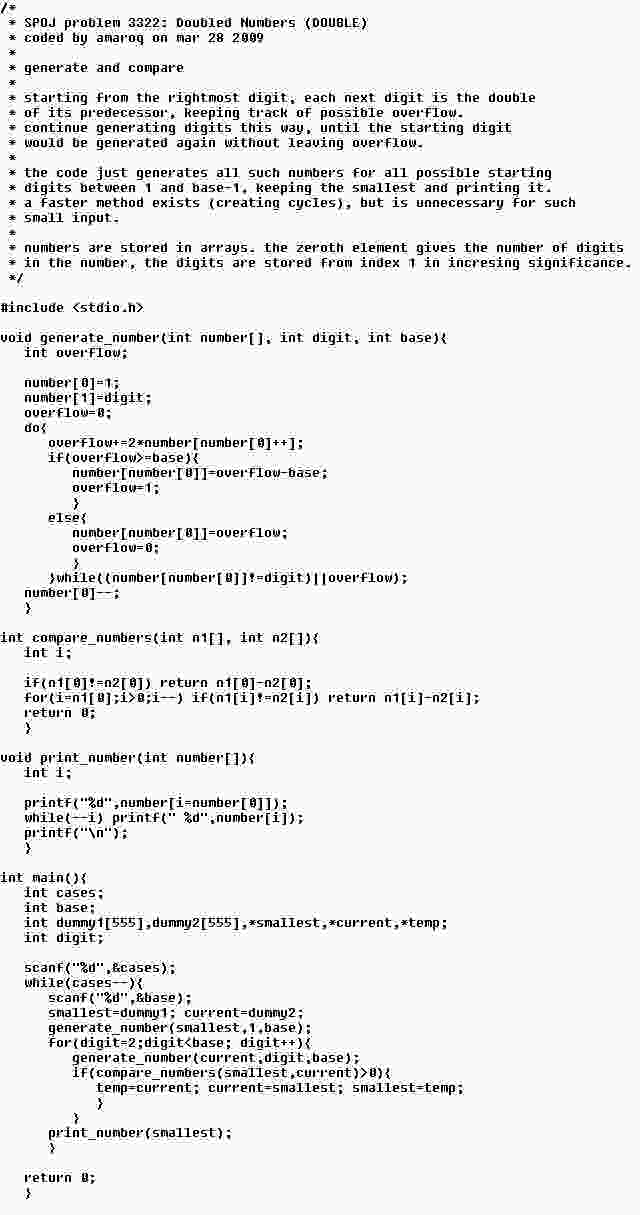 /*
 * SPOJ problem 3322: Doubled Numbers (DOUBLE)
 * coded by amaroq on mar 28 2009
 *
 * generate and compare
 *
 * starting from the rightmost digit, each next digit is the double
 * of its predecessor, keeping track of possible overflow.
 * continue generating digits this way, until the starting digit
 * would be generated again without leaving overflow.
 *
 * the code just generates all such numbers for all possible starting
 * digits between 1 and base-1, keeping the smallest and printing it.
 * a faster method exists (creating cycles), but is unnecessary for such
 * small input.
 *
 * numbers are stored in arrays. the zeroth element gives the number of digits
 * in the number, the digits are stored from index 1 in incresing significance.
 */

#include <stdio.h>

void generate_number(int number[], int digit, int base){
   int overflow;

   number[0]=1;
   number[1]=digit;
   overflow=0;
   do{
      overflow+=2*number[number[0]++];
      if(overflow>=base){
         number[number[0]]=overflow-base;
         overflow=1;
         }
      else{
         number[number[0]]=overflow;
         overflow=0;
         }
      }while((number[number[0]]!=digit)||overflow);
   number[0]--;
   }

int compare_numbers(int n1[], int n2[]){
   int i;

   if(n1[0]!=n2[0]) return n1[0]-n2[0];
   for(i=n1[0];i>0;i--) if(n1[i]!=n2[i]) return n1[i]-n2[i];
   return 0;
   }

void print_number(int number[]){
   int i;

   printf("%d",number[i=number[0]]);
   while(--i) printf(" %d",number[i]);
   printf("\n");
   }

int main(){
   int cases;
   int base;
   int dummy1[555],dummy2[555],*smallest,*current,*temp;
   int digit;

   scanf("%d",&cases);
   while(cases--){
      scanf("%d",&base);
      smallest=dummy1; current=dummy2;
      generate_number(smallest,1,base);
      for(digit=2;digit<base; digit++){
         generate_number(current,digit,base);
         if(compare_numbers(smallest,current)>0){
            temp=current; current=smallest; smallest=temp;
            }
         }
      print_number(smallest);
      }

   return 0;
   }